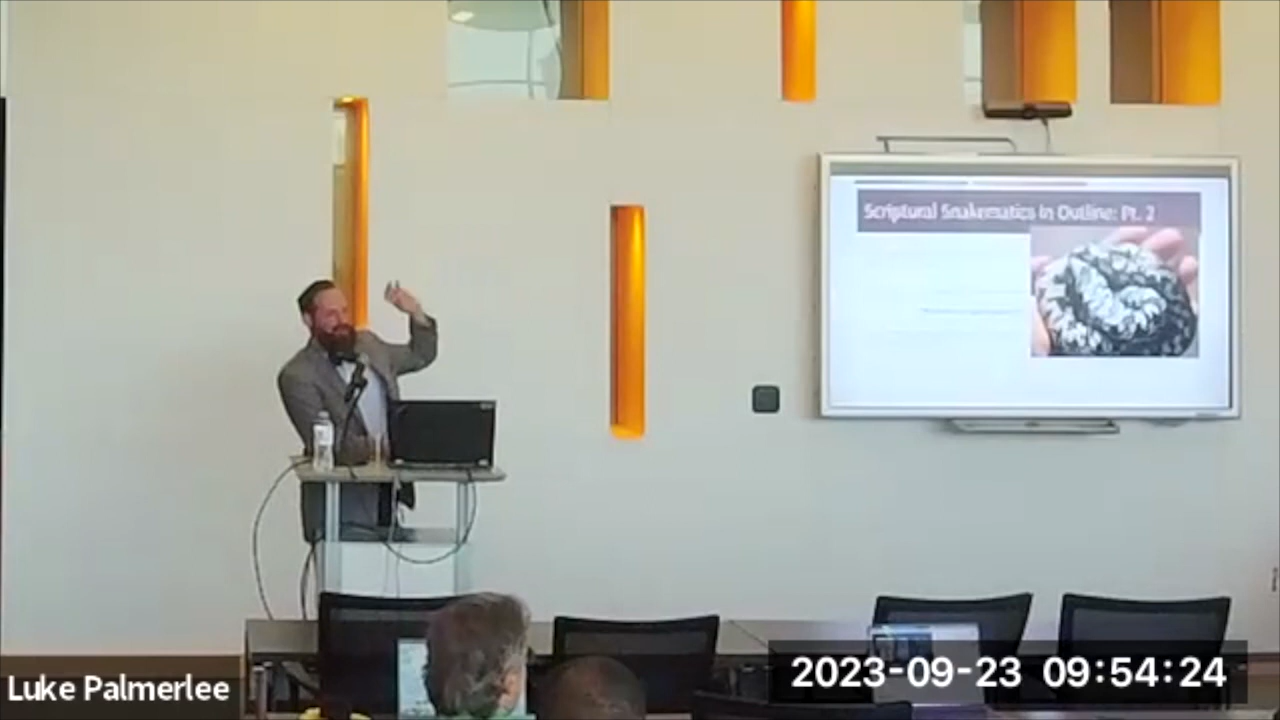 Scriptural Snakematics in Outline: Pt. 2
Luke Palmerlee
2023-09-23 09:54:24